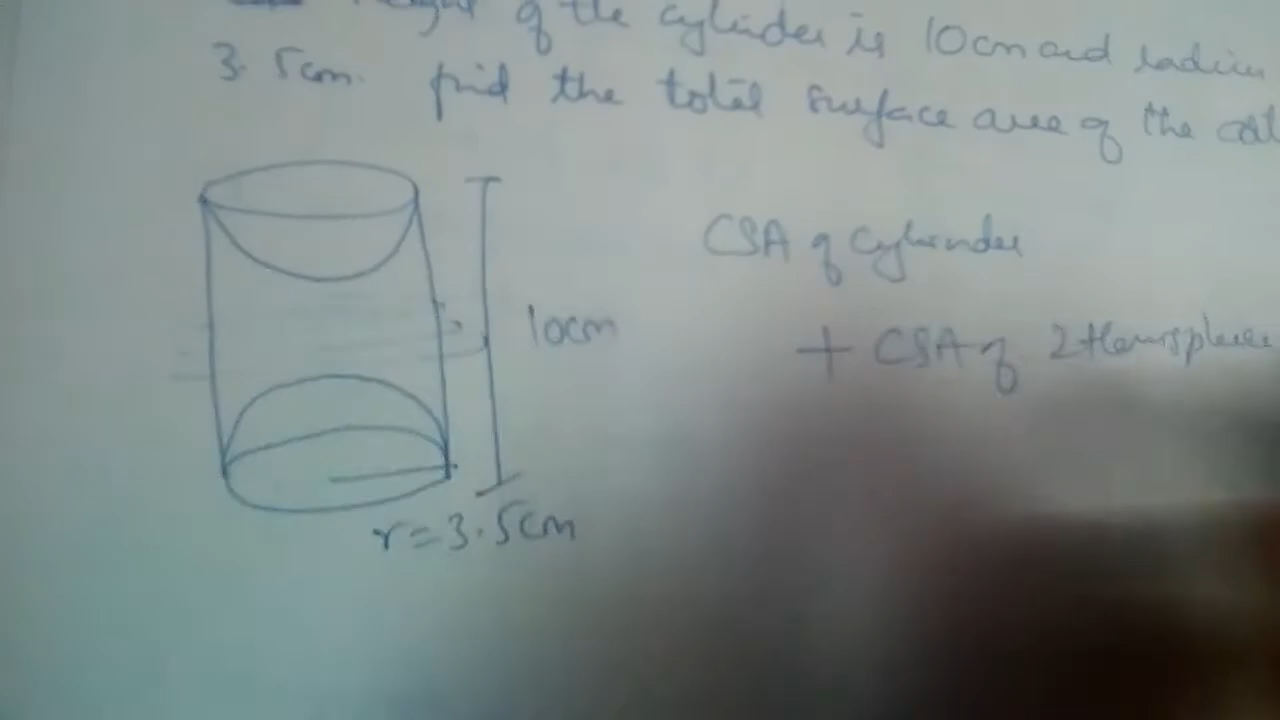 of the cylinder is 10cm and radius
3.5cm. find the total surface area of the
CSA of cylinder
+ CSA of 2 Hemispheres
10cm
r=3.5cm